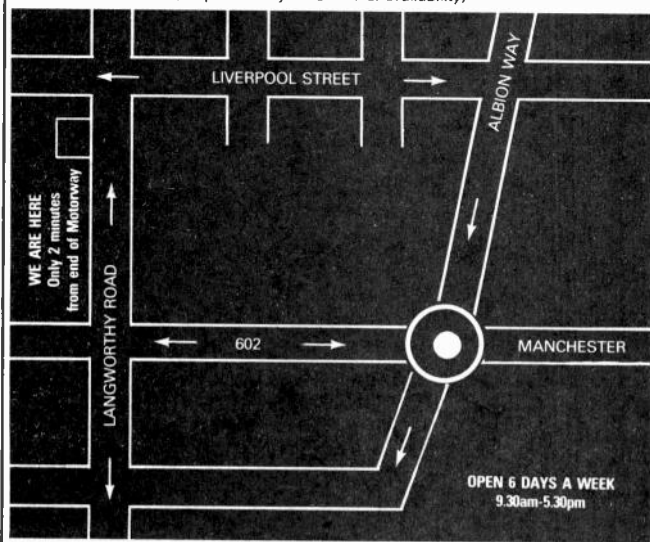 availability)
LIVERPOOL STREET
ALBION WAY
WE ARE HERE
Only 2 minutes
from end of Motorway
LANGWORTHY ROAD
602
MANCHESTER
OPEN 6 DAYS A WEEK
9.30am-5.30pm